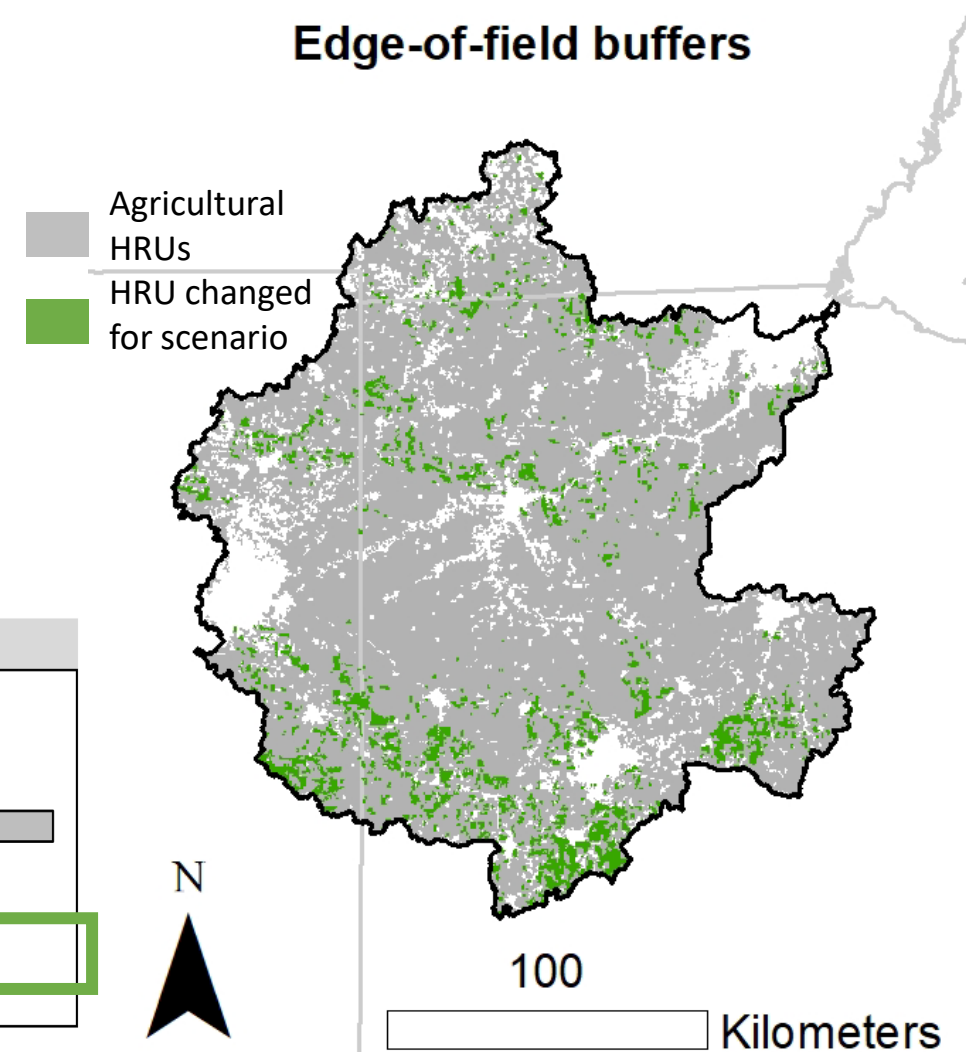 Edge-of-field buffers
Agricultural
HRUs
HRU changed
for scenario
N
100
Kilometers